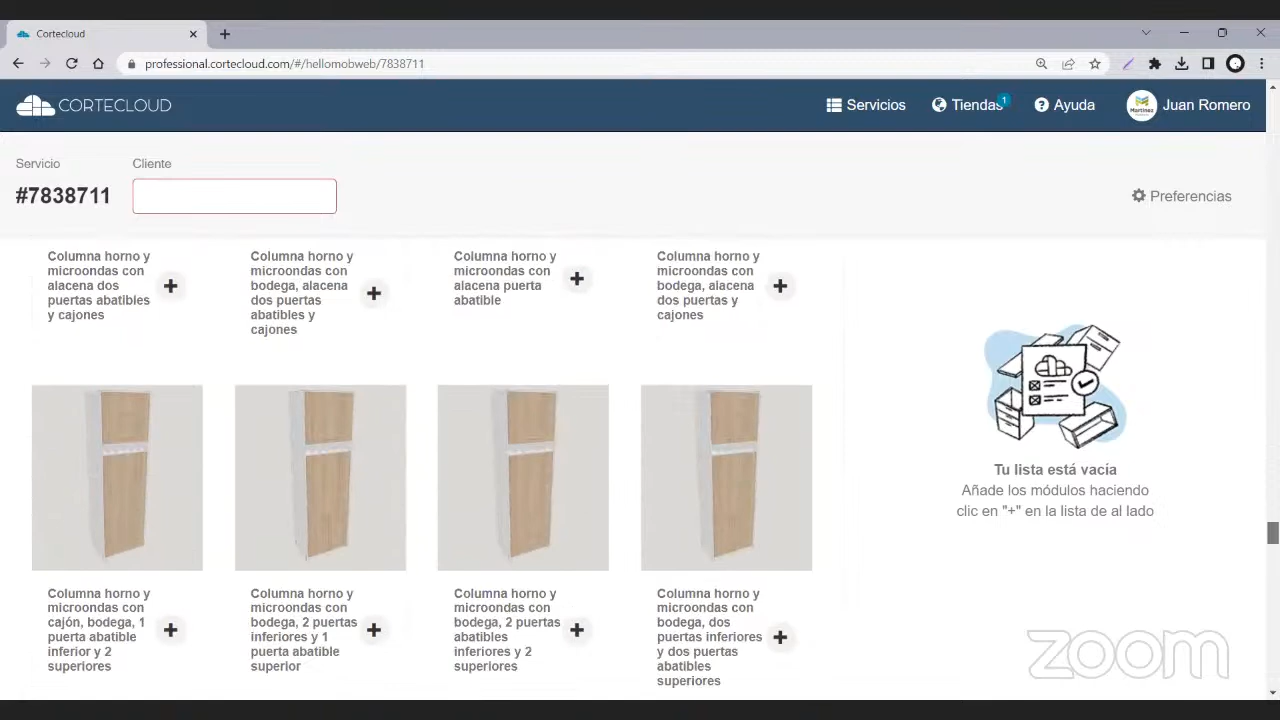 Cortecloud
professional.cortecloud.com/#/hellomobweb/7838711
CORTECLOUD
Servicios
Tiendas
1
Ayuda
Martínez
Juan Romero
Servicio
Cliente
#7838711
Preferencias
Columna horno y
microondas con
alacena dos
puertas abatibles
y cajones
Columna horno y
microondas con
bodega, alacena
dos puertas
abatibles y
cajones
Columna horno y
microondas con
alacena puerta
abatible
Columna horno y
microondas con
bodega, alacena
dos puertas y
cajones
Tu lista está vacía
Añade los módulos haciendo
clic en "+" en la lista de al lado
Columna horno y
microondas con
cajón, bodega, 1
puerta abatible
inferior y 2
superiores
Columna horno y
microondas con
bodega, 2 puertas
inferiores y 1
puerta abatible
superior
Columna horno y
microondas con
bodega, 2 puertas
abatibles
inferiores y 2
superiores
Columna horno y
microondas con
bodega, dos
puertas inferiores
y dos puertas
abatibles
superiores
zoom